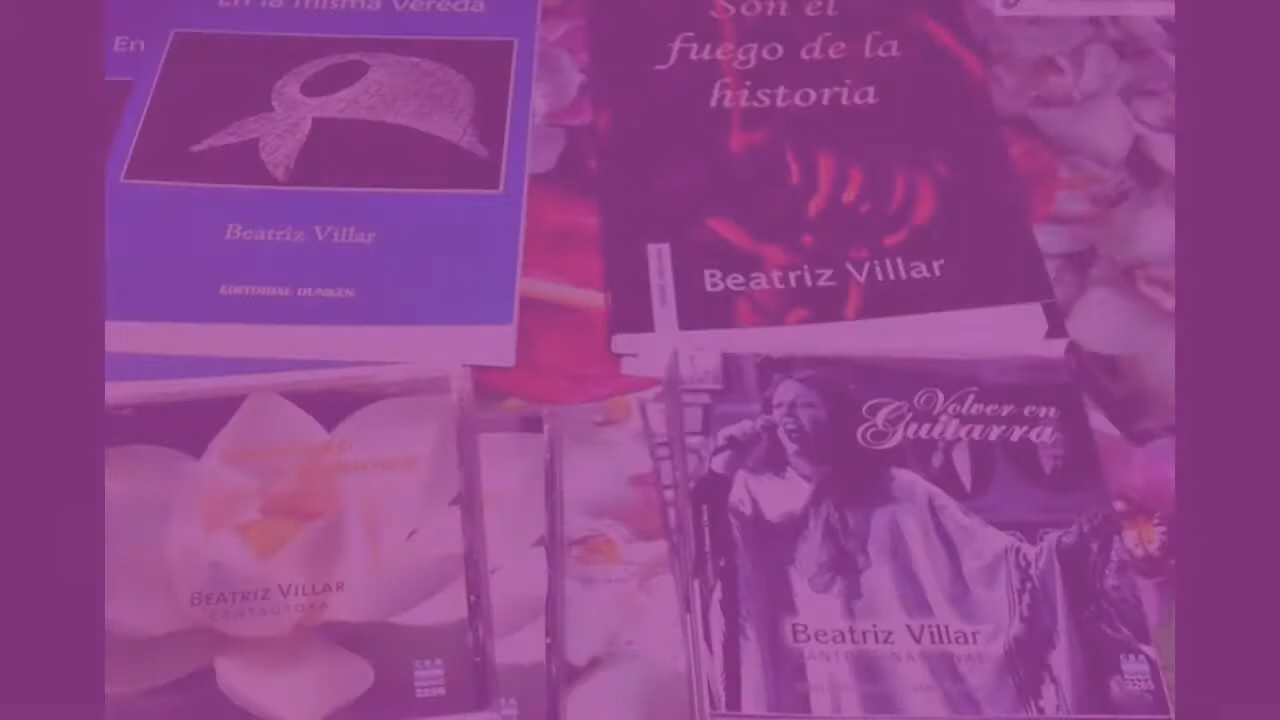 En la misma vereda
En
Beatriz Villar
EDITORIAL DUNKEN
Son el
fuego de la
historia
Beatriz Villar
BEATRIZ VILLAR
CANTAUTORA
Volver en
Guitarra
Beatriz Villar